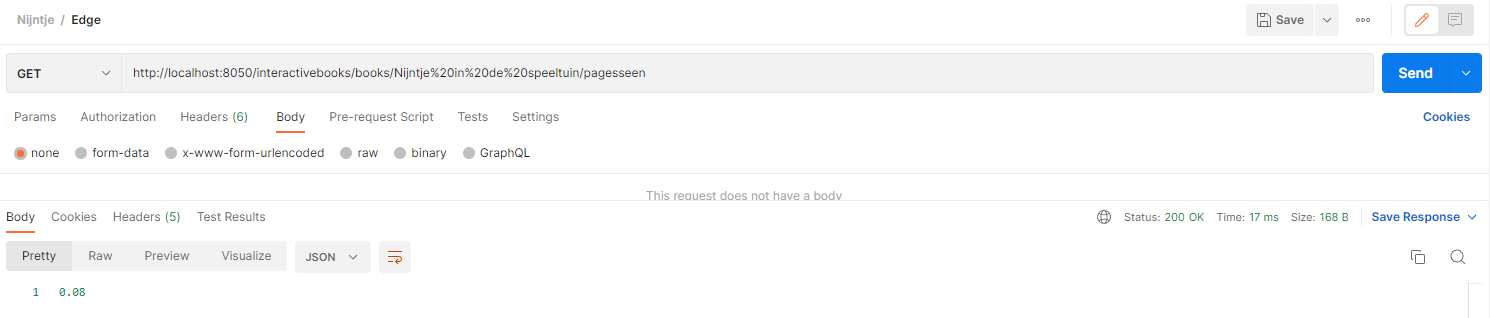 Nijntje / Edge
Save
GET
http://localhost:8050/interactivebooks/books/Nijntje%20in%20de%20speeltuin/pagesseen
Send
Params Authorization Headers (6) Body Pre-request Script Tests Settings Cookies
none form-data x-www-form-urlencoded raw binary GraphQL
This request does not have a body
Body Cookies Headers (5) Test Results Status: 200 OK Time: 17 ms Size: 168 B Save Response
Pretty Raw Preview Visualize JSON
1 0.08